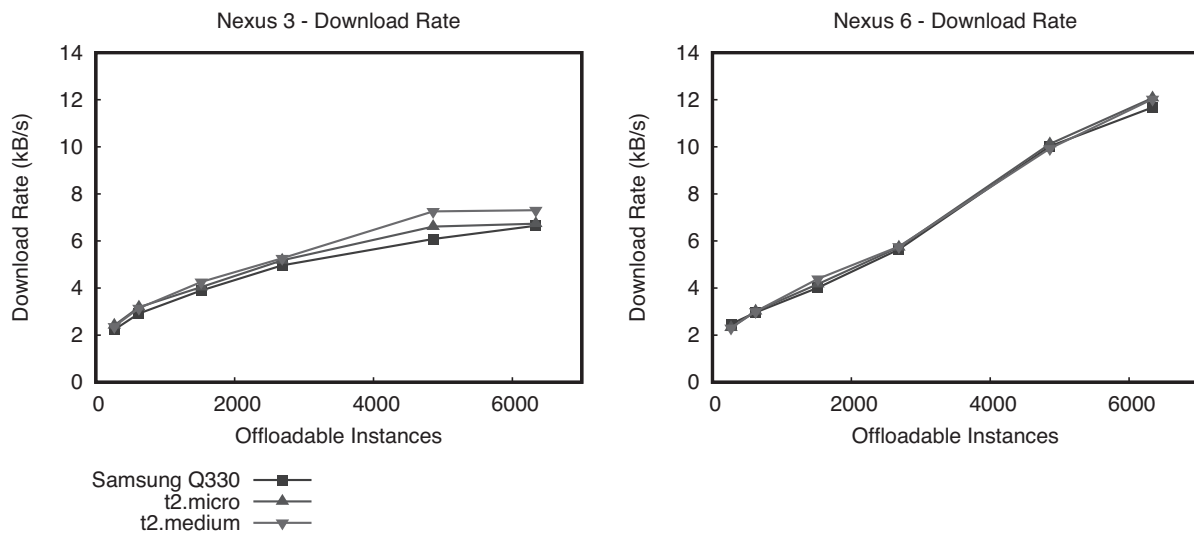 Nexus 3 - Download Rate
14
12
10
8
6
4
2
0
0 2000 4000 6000
Download Rate (kB/s)
Offloadable Instances
Nexus 6 - Download Rate
14
12
10
8
6
4
2
0
0 2000 4000 6000
Download Rate (kB/s)
Offloadable Instances
Samsung Q330
t2.micro
t2.medium